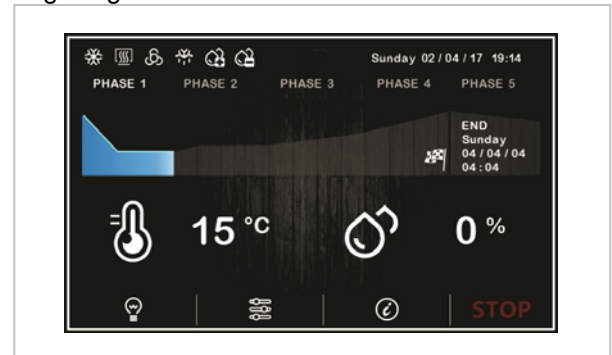 Sunday 02 / 04 / 17 19:14
PHASE 1 PHASE 2 PHASE 3 PHASE 4 PHASE 5
END
Sunday
04 / 04 / 04
04 : 04
15 °C 0 %
i STOP